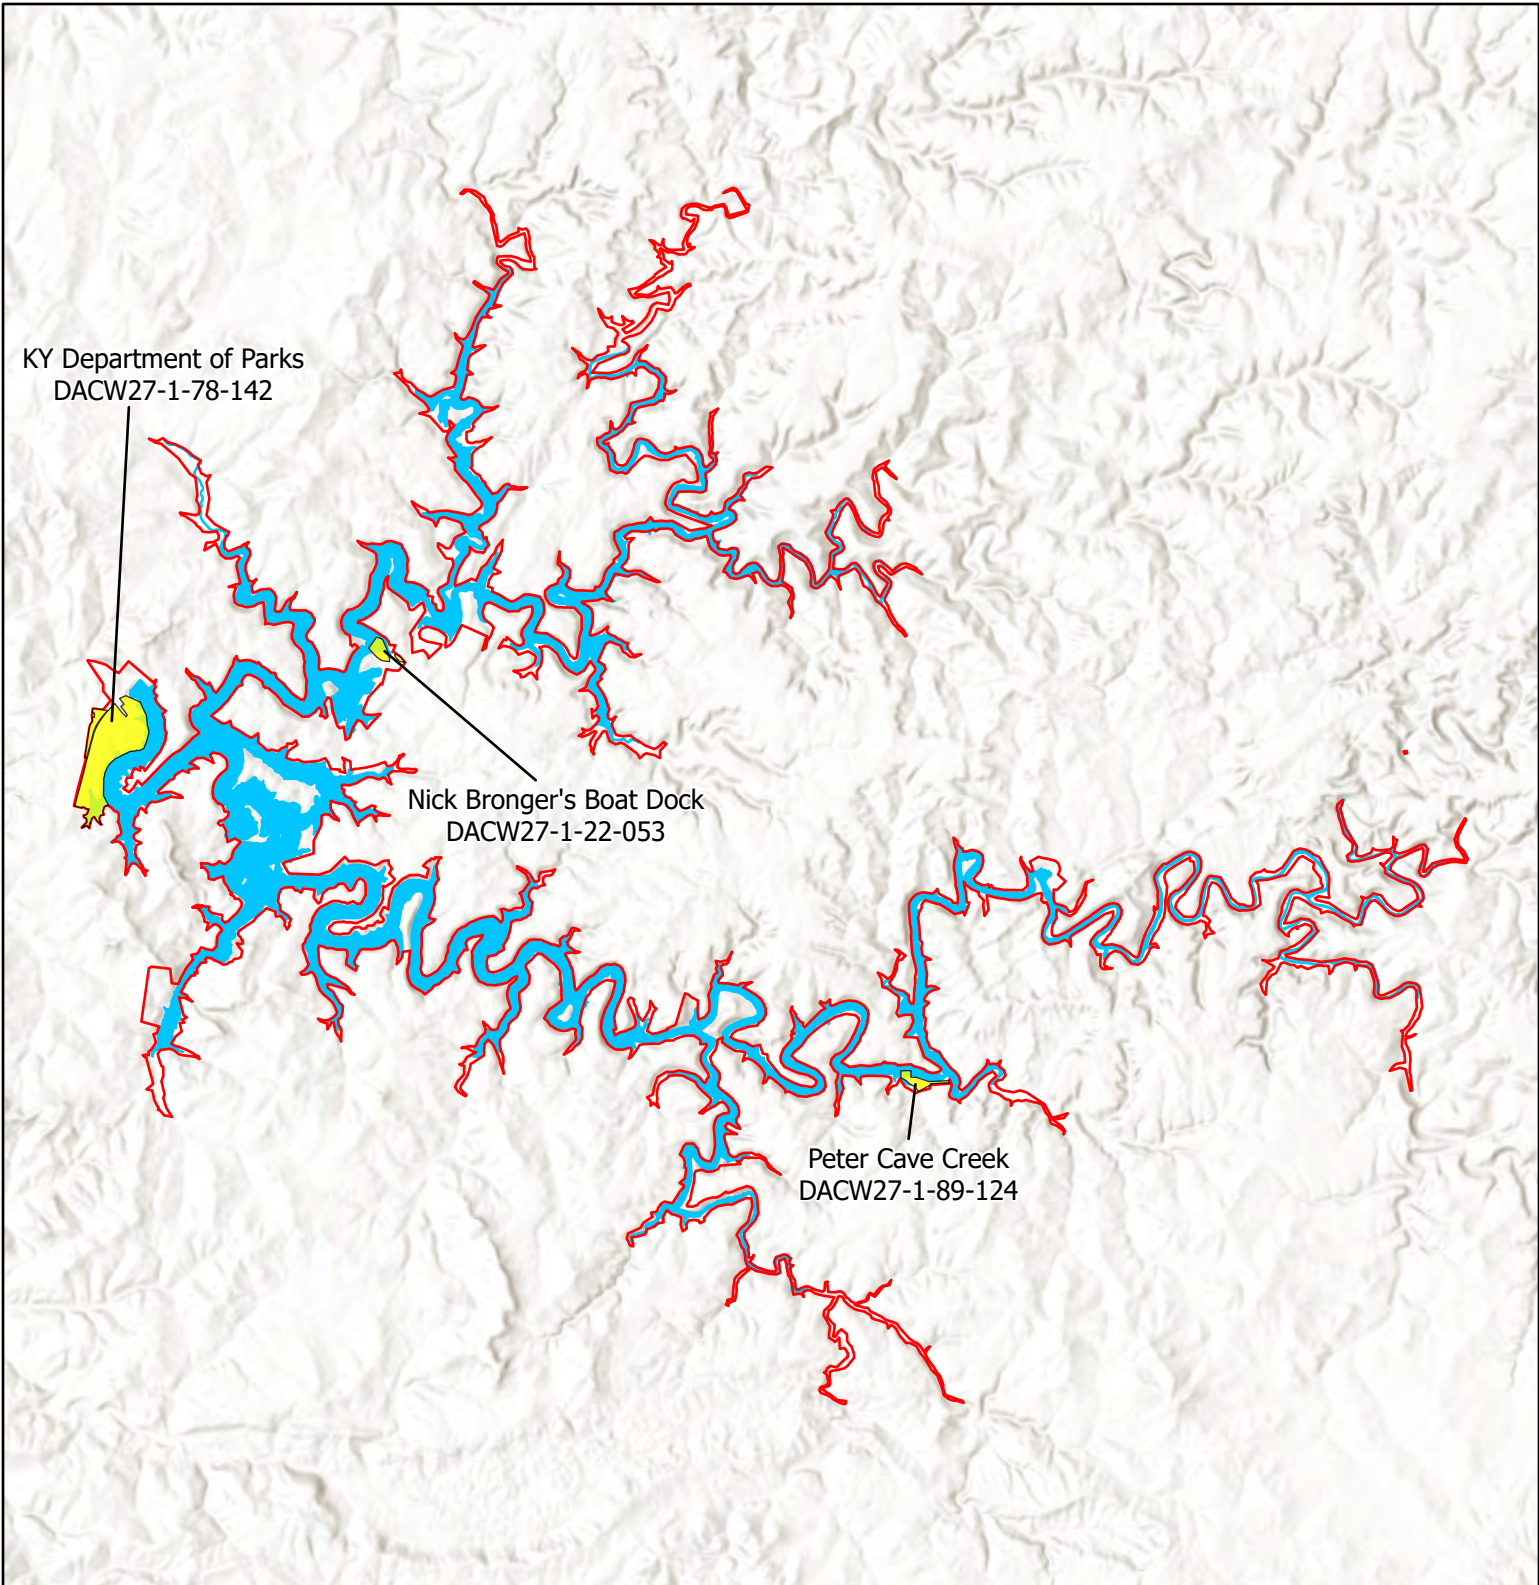 KY Department of Parks
DACW27-1-78-142
Nick Bronger's Boat Dock
DACW27-1-22-053
Peter Cave Creek
DACW27-1-89-124